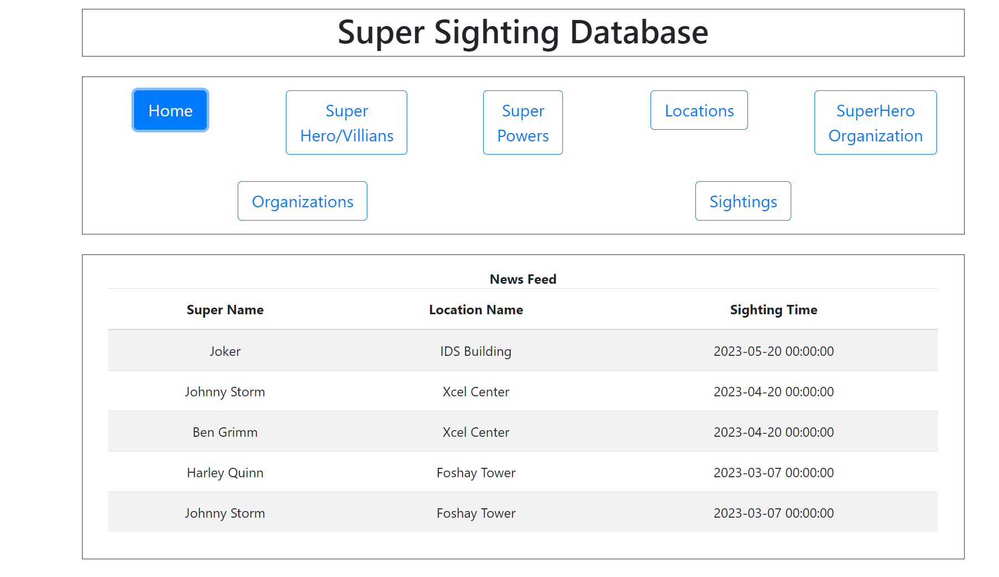 Super Sighting Database
Home
Super
Hero/Villians
Super
Powers
Locations
SuperHero
Organization
Organizations
Sightings
News Feed
Super Name Location Name Sighting Time
Joker IDS Building 2023-05-20 00:00:00
Johnny Storm Xcel Center 2023-04-20 00:00:00
Ben Grimm Xcel Center 2023-04-20 00:00:00
Harley Quinn Foshay Tower 2023-03-07 00:00:00
Johnny Storm Foshay Tower 2023-03-07 00:00:00